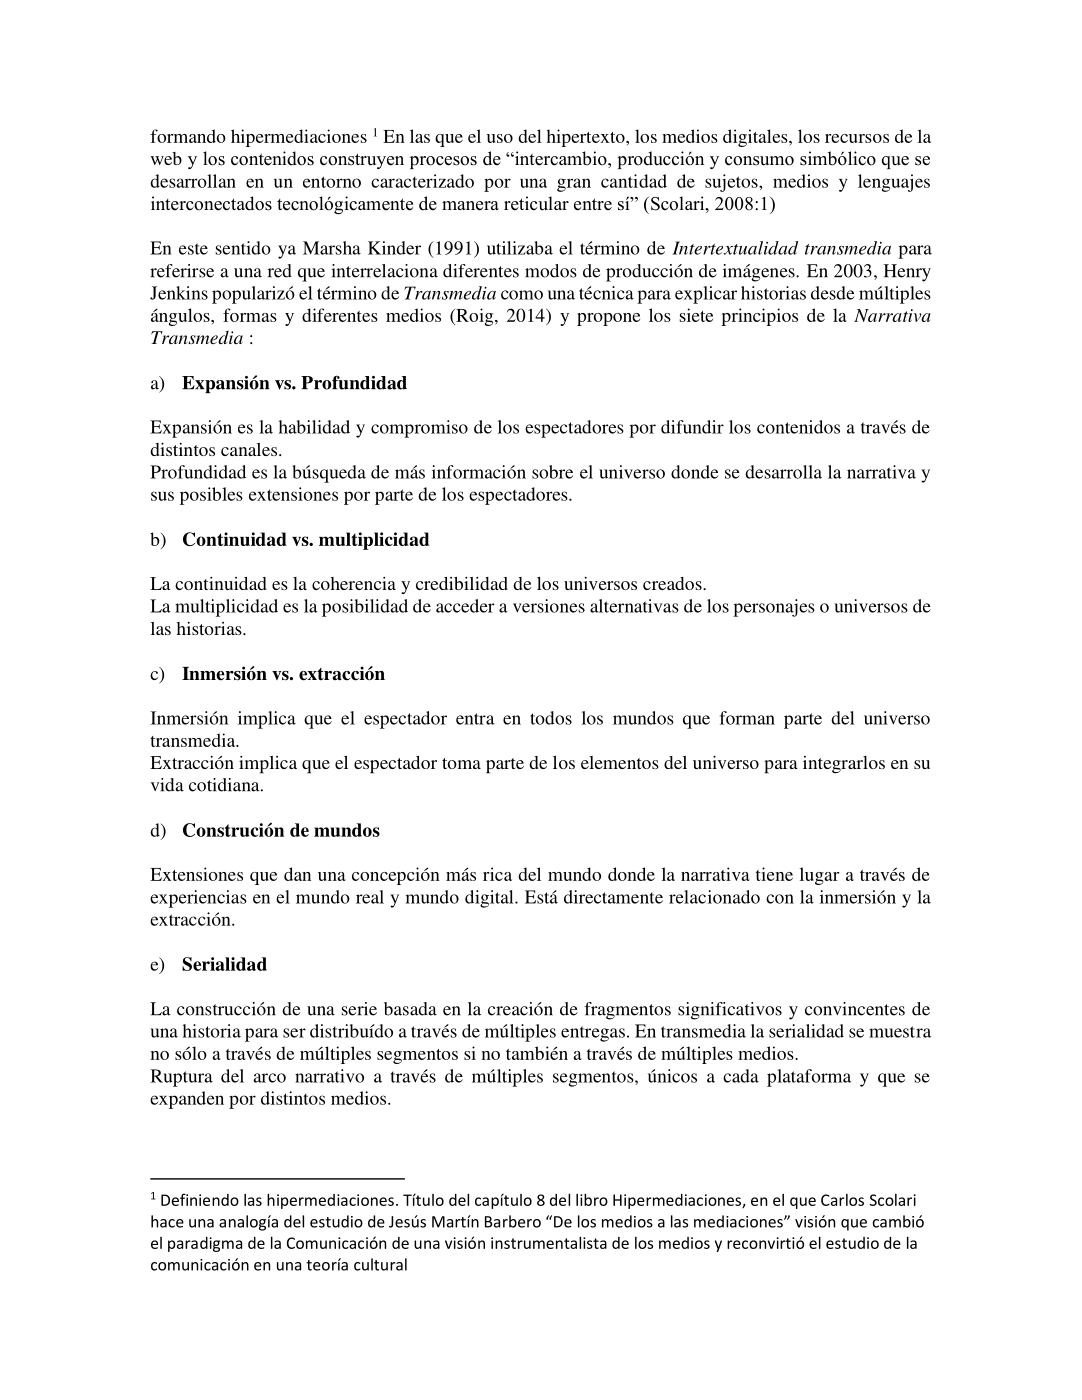 formando hipermediaciones 1 En las que el uso del hipertexto, los medios digitales, los recursos de la
web y los contenidos construyen procesos de “intercambio, producción y consumo simbólico que se
desarrollan en un entorno caracterizado por una gran cantidad de sujetos, medios y lenguajes
interconectados tecnológicamente de manera reticular entre sí” (Scolari, 2008:1)
En este sentido ya Marsha Kinder (1991) utilizaba el término de Intertextualidad transmedia para
referirse a una red que interrelaciona diferentes modos de producción de imágenes. En 2003, Henry
Jenkins popularizó el término de Transmedia como una técnica para explicar historias desde múltiples
ángulos, formas y diferentes medios (Roig, 2014) y propone los siete principios de la Narrativa
Transmedia :
a) Expansión vs. Profundidad
Expansión es la habilidad y compromiso de los espectadores por difundir los contenidos a través de
distintos canales.
Profundidad es la búsqueda de más información sobre el universo donde se desarrolla la narrativa y
sus posibles extensiones por parte de los espectadores.
b) Continuidad vs. multiplicidad
La continuidad es la coherencia y credibilidad de los universos creados.
La multiplicidad es la posibilidad de acceder a versiones alternativas de los personajes o universos de
las historias.
c) Inmersión vs. extracción
Inmersión implica que el espectador entra en todos los mundos que forman parte del universo
transmedia.
Extracción implica que el espectador toma parte de los elementos del universo para integrarlos en su
vida cotidiana.
d) Construción de mundos
Extensiones que dan una concepción más rica del mundo donde la narrativa tiene lugar a través de
experiencias en el mundo real y mundo digital. Está directamente relacionado con la inmersión y la
extracción.
e) Serialidad
La construcción de una serie basada en la creación de fragmentos significativos y convincentes de
una historia para ser distribuído a través de múltiples entregas. En transmedia la serialidad se muestra
no sólo a través de múltiples segmentos si no también a través de múltiples medios.
Ruptura del arco narrativo a través de múltiples segmentos, únicos a cada plataforma y que se
expanden por distintos medios.
1 Definiendo las hipermediaciones. Título del capítulo 8 del libro Hipermediaciones, en el que Carlos Scolari
hace una analogía del estudio de Jesús Martín Barbero “De los medios a las mediaciones” visión que cambió
el paradigma de la Comunicación de una visión instrumentalista de los medios y reconvirtió el estudio de la
comunicación en una teoría cultural